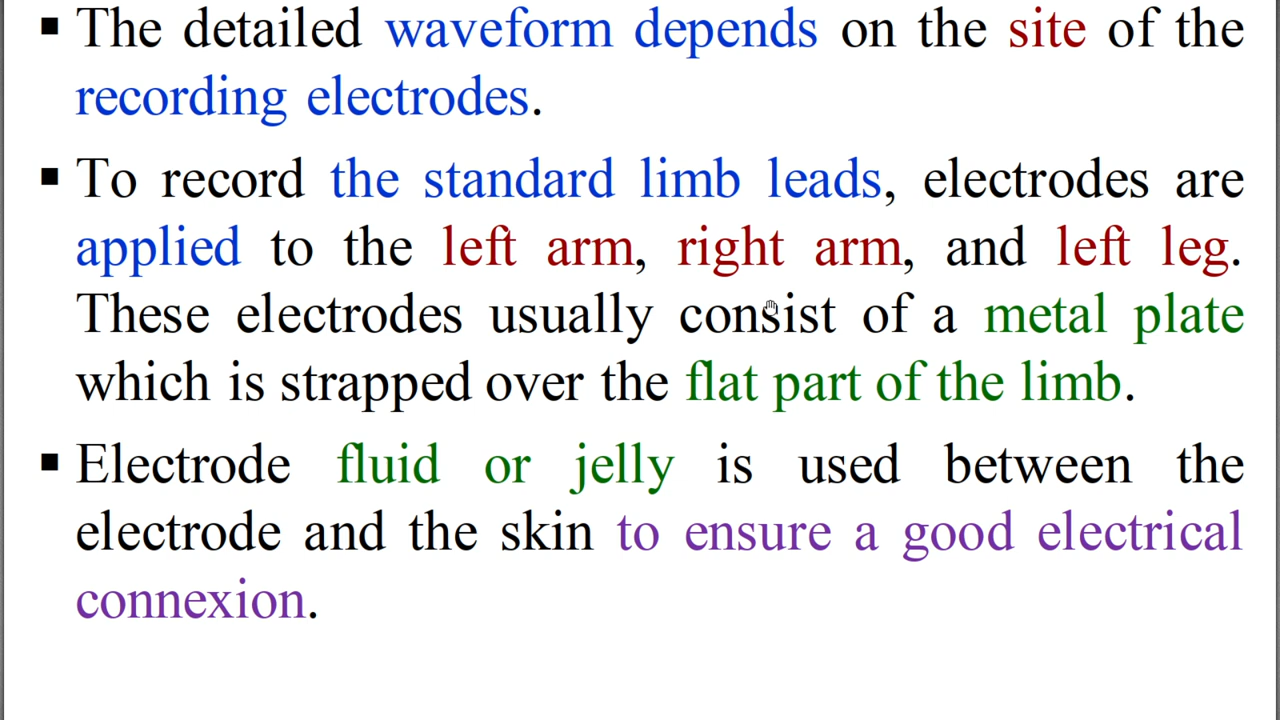 ▪ The detailed waveform depends on the site of the
recording electrodes.
▪ To record the standard limb leads, electrodes are
applied to the left arm, right arm, and left leg.
These electrodes usually consist of a metal plate
which is strapped over the flat part of the limb.
▪ Electrode fluid or jelly is used between the
electrode and the skin to ensure a good electrical
connexion.